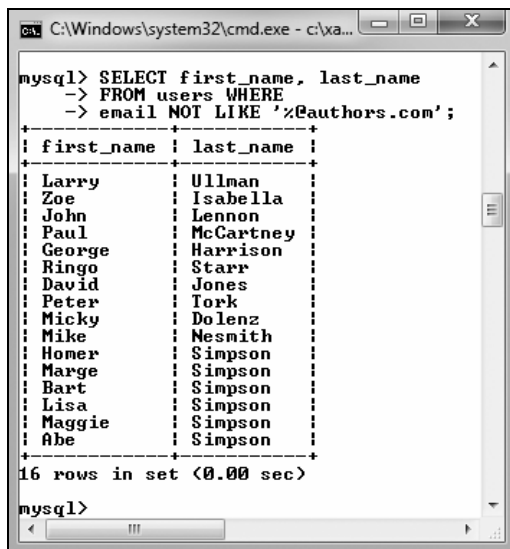 C:\Windows\system32\cmd.exe - c:\xa...
mysql> SELECT first_name, last_name
    -> FROM users WHERE
    -> email NOT LIKE '%@authors.com';
+------------+-----------+
| first_name | last_name |
+------------+-----------+
| Larry      | Ullman    |
| Zoe        | Isabella  |
| John       | Lennon    |
| Paul       | McCartney |
| George     | Harrison  |
| Ringo      | Starr     |
| David      | Jones     |
| Peter      | Tork      |
| Micky      | Dolenz    |
| Mike       | Nesmith   |
| Homer      | Simpson   |
| Marge      | Simpson   |
| Bart       | Simpson   |
| Lisa       | Simpson   |
| Maggie     | Simpson   |
| Abe        | Simpson   |
+------------+-----------+
16 rows in set (0.00 sec)
mysql>